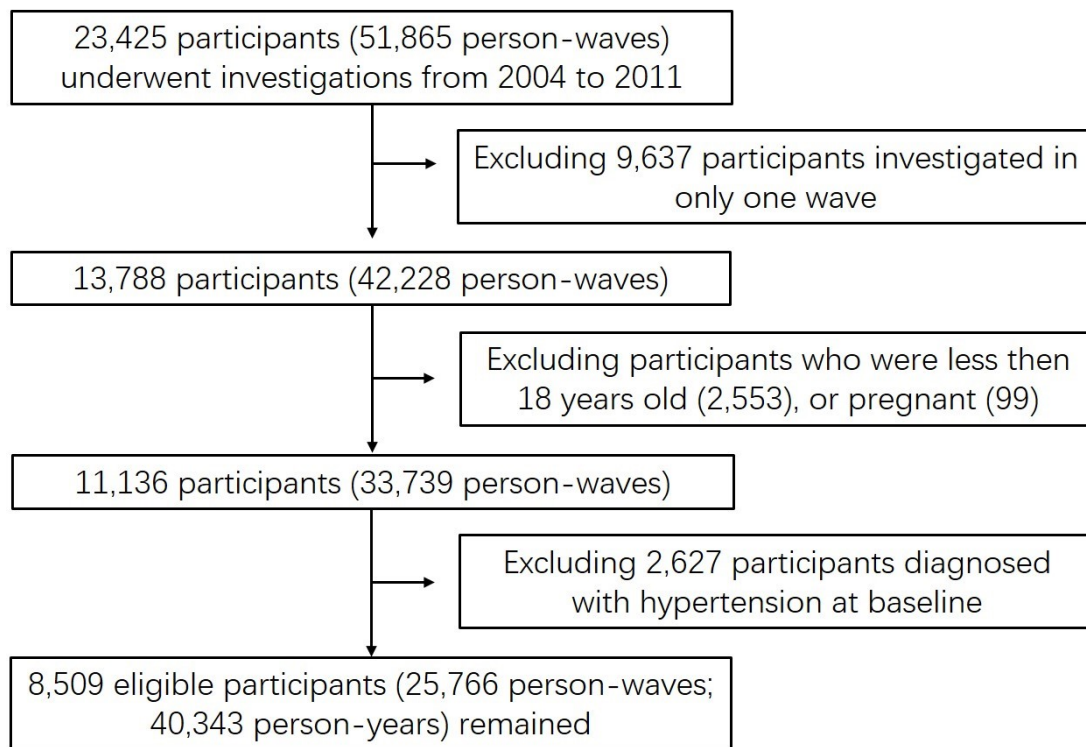 23,425 participants (51,865 person-waves)
underwent investigations from 2004 to 2011
Excluding 9,637 participants investigated in
only one wave
13,788 participants (42,228 person-waves)
Excluding participants who were less then
18 years old (2,553), or pregnant (99)
11,136 participants (33,739 person-waves)
Excluding 2,627 participants diagnosed
with hypertension at baseline
8,509 eligible participants (25,766 person-waves;
40,343 person-years) remained